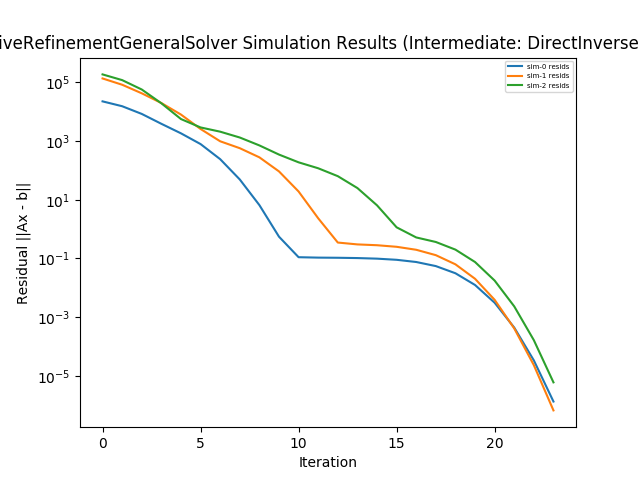 iveRefinementGeneralSolver Simulation Results (Intermediate: DirectInverse
sim-0 resids
sim-1 resids
sim-2 resids
10^5
10^3
10^1
10^-1
10^-3
10^-5
Residual ||Ax - b||
0 5 10 15 20
Iteration